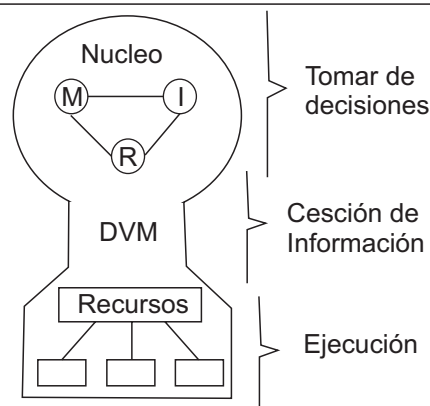 Nucleo
M
I
R
Tomar de
decisiones
DVM
Cesción de
Información
Recursos
Ejecución